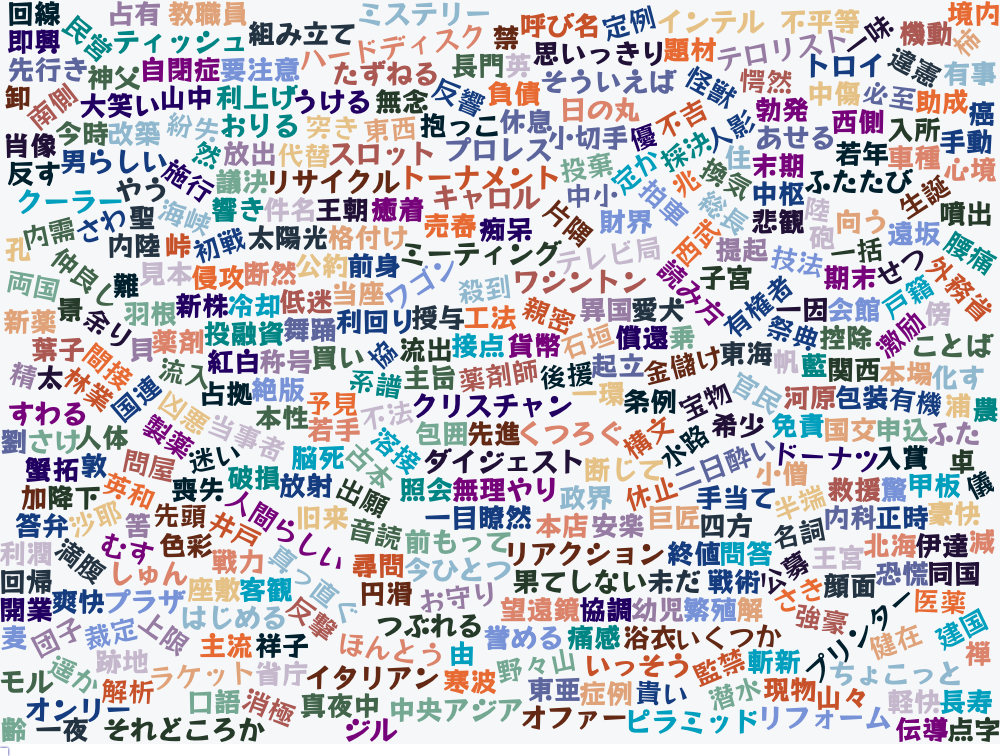 回線 占有 教職員 ミステリー 呼び名 定例 インテル 不平等 一味 機動 境内
即興 民営 ティッシュ 組み立て ハードディスク 禁 思いっきり 題材 テロリスト 柿
先行き 神父 自閉症 要注意 たずねる 長門 英 そういえば 怪獣 愕然 トロイ 違憲 有事
卸 南側 大笑い 山中 利上げ うける 無念 反響 負債 日の丸 勃発 中傷 必至 助成 癌
肖像 今時 改築 紛失 おりる 突き 東西 抱っこ 休息 小切手 優 不吉 人影 あせる 西側 入所 手動
反す 男らしい 施行 然 放出 代替 スロット プロレス 投棄 定か 採決 住 末期 若年 車種 心境
クーラー やう 議決 リサイクル トーナメント キャロル 中小 拍車 兆 換気 中枢 ふたたび 生誕
さわ 聖 海峡 響き 件名 王朝 癒着 売春 痴呆 片隅 財界 総長 悲観 陸 向う 噴出
孔 内需 内陸 峠 初戦 太陽光 格付け ミーティング テレビ局 西武 提起 砲 技法 一括 遠坂 腰痛
両国 仲良し 難 見本 侵攻 断然 公約 前身 ワゴン 殺到 ワシントン 読み方 子宮 期末 せつ 外務省
新薬 景 余り 羽根 新株 冷却 低迷 当座 授与 工法 親密 異国 愛犬 有権者 一因 会館 戸籍 傍
葉子 間接 貝 薬剤 投融資 舞踊 利回り 流出 接点 貨幣 石垣 償還 乗 祭典 控除 激励 ことば
精 太 林業 国連 流入 紅白 称号 買い 協 主旨 薬剤師 後援 起立 金儲け 東海 帆 藍 関西 本場 化す
占拠 絶版 系譜 一環 条例 宝物 官民 河原 包装 有機 浦 農
すわる 凶悪 本性 予見 不法 クリスチャン 希少 免責 国交 申込 ふた
劉 さけ 人体 製薬 当事者 若手 溶接 包囲 先進 くつろぐ 構文 水路
蟹 拓 敦 問屋 迷い 脳死 古本 ダイジェスト 断じて 二日酔い ドーナツ 入賞 卓
加 降下 英和 喪失 破損 放射 出願 照会 無理やり 政界 休止 手当て 小僧 救援 驚 甲板 儀
答弁 沙耶 筈 先頭 井戸 人間らしい 旧来 音読 一目瞭然 本店 安楽 巨匠 四方 半端 名詞 内科 正時 豪快
利潤 満腹 むす 色彩 戦力 真っ直ぐ 尋問 前もって リアクション 終値 問答 公募 王宮 北海 伊達 減
回帰 しゅん 座敷 客観 円滑 今ひとつ 果てしない 未だ 戦術 さき 顔面 恐慌 同国
開業 爽快 プラザ はじめる 反撃 お守り 望遠鏡 協調 幼児 繁殖 解 強豪 プリンター 医薬
麦 団子 裁定 上限 主流 祥子 ほんとう つぶれる 誉める 痛感 浴衣 いくつか 健在 建国 禅
モル 遥か 跡地 ラケット 省庁 イタリアン 寒波 由 野々山 いっそう 監禁 斬新 ちょこっと
オンリー 解析 口語 消極 真夜中 中央アジア 東亜 症例 貴い 潜水 現物 山々 軽快 長寿
齢 一夜 それどころか ジル オファー ピラミッド リフォーム 伝導 点字